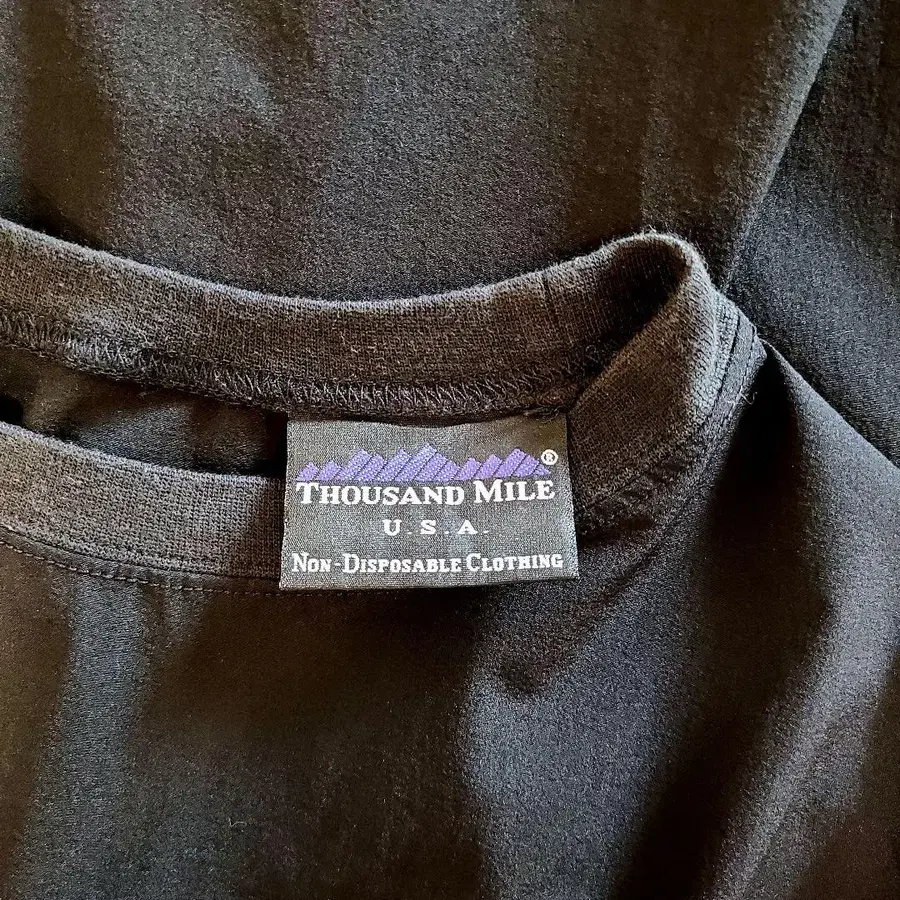 ®
THOUSAND MILE
U.S.A.
NON-DISPOSABLE CLOTHING